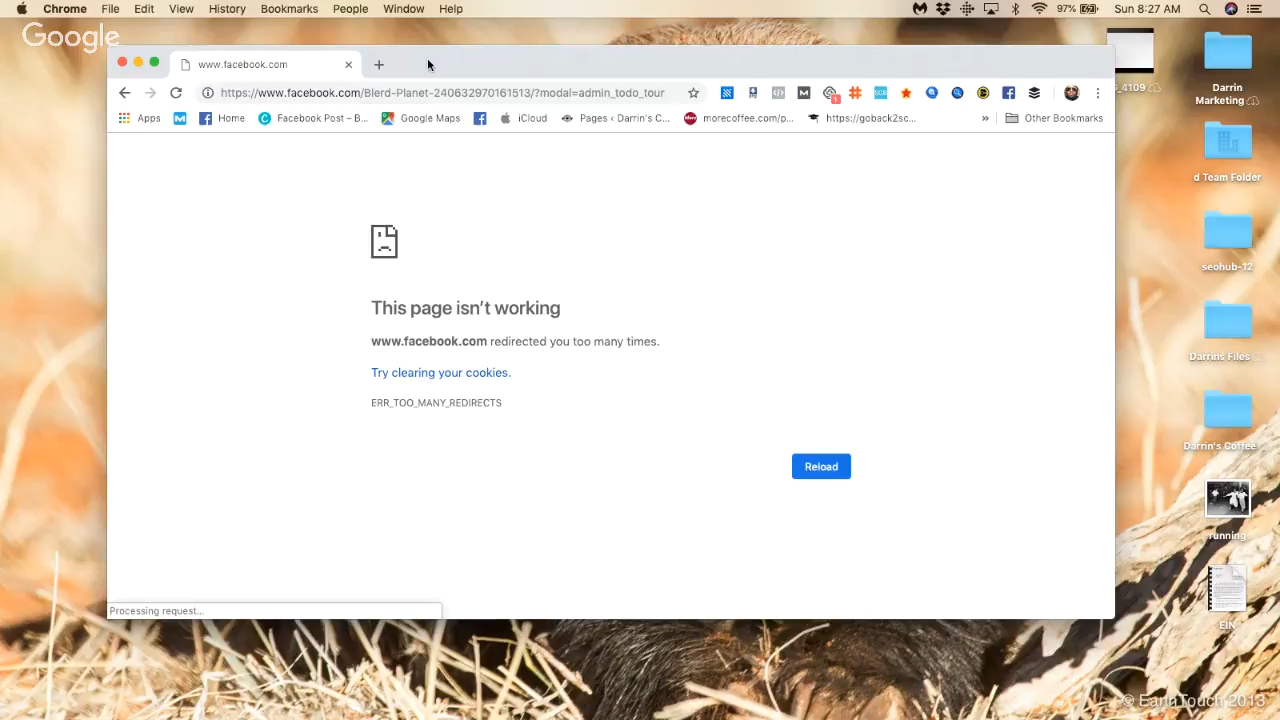 Chrome File Edit View History Bookmarks People Window Help 97% Sun 8:27 AM
Google
www.facebook.com
https://www.facebook.com/Blerd-Planet-240332970161513/?modal=admin_todo_tour
Apps Home Facebook Post – B... Google Maps iCloud Pages ‹ Darrin's C... morecoffee.com/p... https://goback2sc... » Other Bookmarks
This page isn't working
www.facebook.com redirected you too many times.
Try clearing your cookies.
ERR_TOO_MANY_REDIRECTS
Reload
Processing request...
_4109
Darrin
Marketing
d Team Folder
seohub-12
Darrins Files
Darrin's Coffee
running
EIN
© EarthTouch 2013